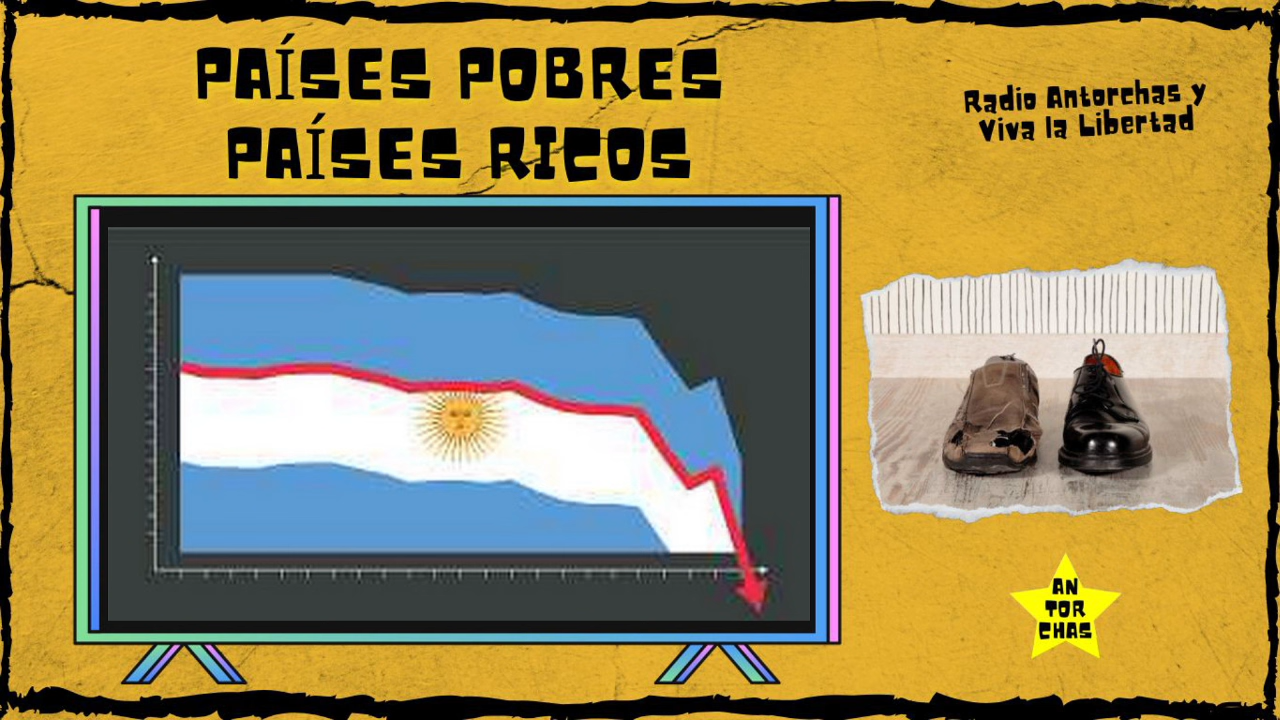 PAÍSES POBRES
PAÍSES RICOS
Radio Antorchas y
Viva la Libertad
AN
TOR
CHAS